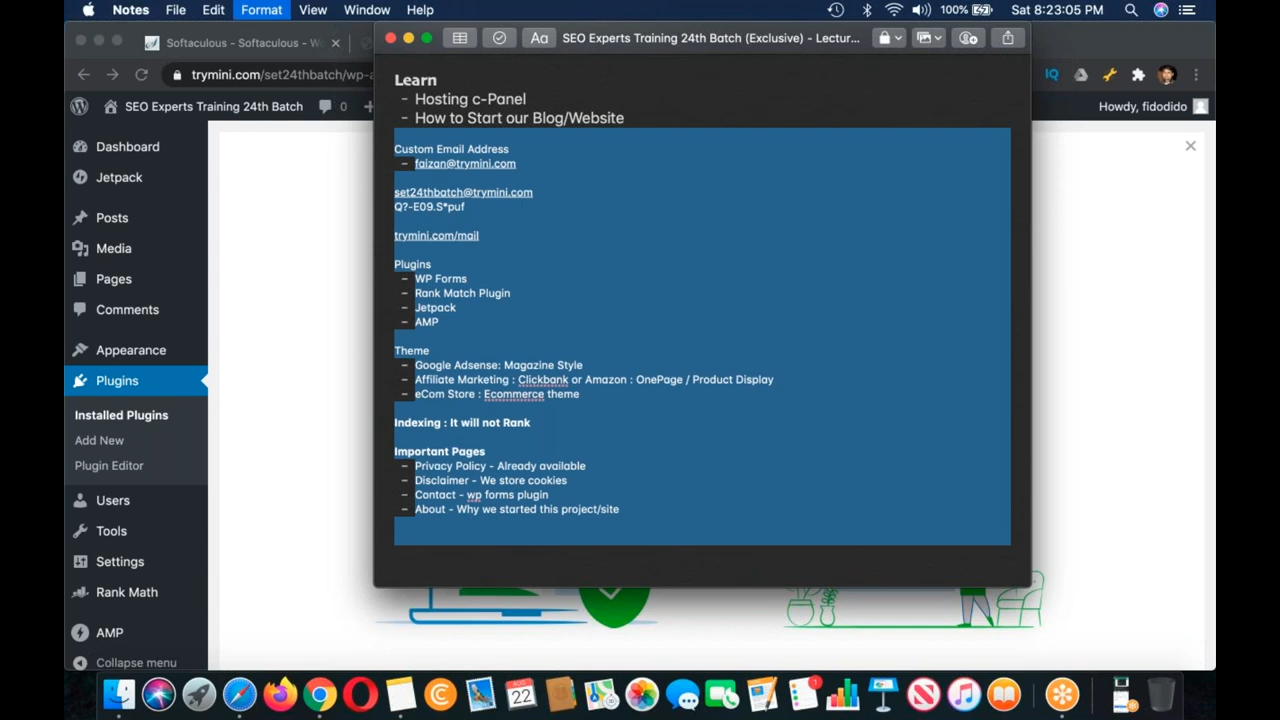 Notes File Edit Format View Window Help 100% Sat 8:23:05 PM
Softaculous - Softaculous - W
SEO Experts Training 24th Batch (Exclusive) - Lectur...
trymini.com/set24thbatch/wp-a
SEO Experts Training 24th Batch 0
Howdy, fidodido
Dashboard
Jetpack
Posts
Media
Pages
Comments
Appearance
Plugins
Installed Plugins
Add New
Plugin Editor
Users
Tools
Settings
Rank Math
AMP
Collapse menu
Learn
- Hosting c-Panel
- How to Start our Blog/Website
Custom Email Address
- faizan@trymini.com
set24thbatch@trymini.com
Q?-E09.S*puf
trymini.com/mail
Plugins
- WP Forms
- Rank Match Plugin
- Jetpack
- AMP
Theme
- Google Adsense: Magazine Style
- Affiliate Marketing : Clickbank or Amazon : OnePage / Product Display
- eCom Store : Ecommerce theme
Indexing : It will not Rank
Important Pages
- Privacy Policy - Already available
- Disclaimer - We store cookies
- Contact - wp forms plugin
- About - Why we started this project/site
IQ
Aa
22
1